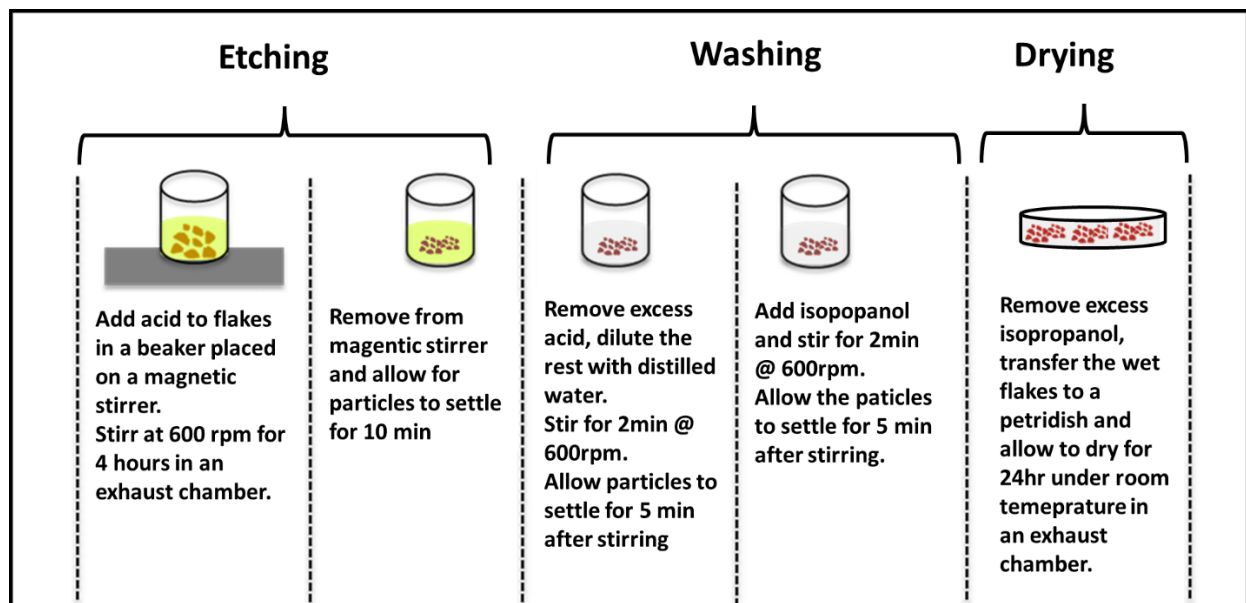 Etching
Washing
Drying
Add acid to flakes
in a beaker placed
on a magnetic
stirrer.
Stirr at 600 rpm for
4 hours in an
exhaust chamber.
Remove from
magentic stirrer
and allow for
particles to settle
for 10 min
Remove excess
acid, dilute the
rest with distilled
water.
Stir for 2min @
600rpm.
Allow particles to
settle for 5 min
after stirring
Add isopopanol
and stir for 2min
@ 600rpm.
Allow the paticles
to settle for 5 min
after stirring.
Remove excess
isopropanol,
transfer the wet
flakes to a
petridish and
allow to dry for
24hr under room
temeprature in
an exhaust
chamber.